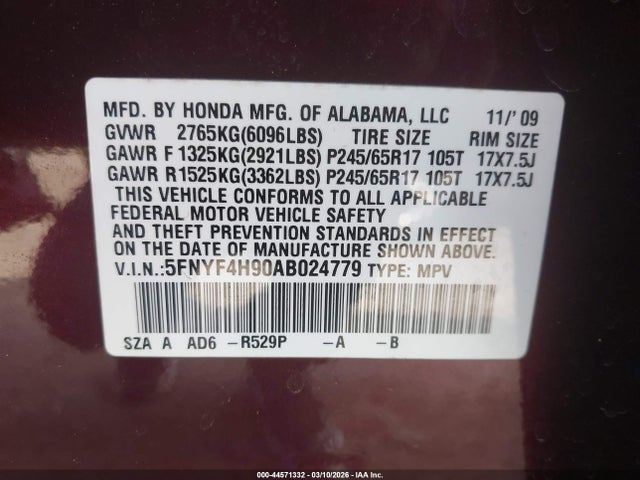 MFD. BY HONDA MFG. OF ALABAMA, LLC 11/'09
GVWR 2765KG(6096LBS) TIRE SIZE RIM SIZE
GAWR F 1325KG(2921LBS) P245/65R17 105T 17X7.5J
GAWR R1525KG(3362LBS) P245/65R17 105T 17X7.5J
THIS VEHICLE CONFORMS TO ALL APPLICABLE
FEDERAL MOTOR VEHICLE SAFETY
AND THEFT PREVENTION STANDARDS IN EFFECT
ON THE DATE OF MANUFACTURE SHOWN ABOVE.
V.I.N.:5FNYF4H90AB024779 TYPE: MPV
SZA A AD6 -R529P -A -B
000-44571332 - 03/10/2026 - IAA Inc.